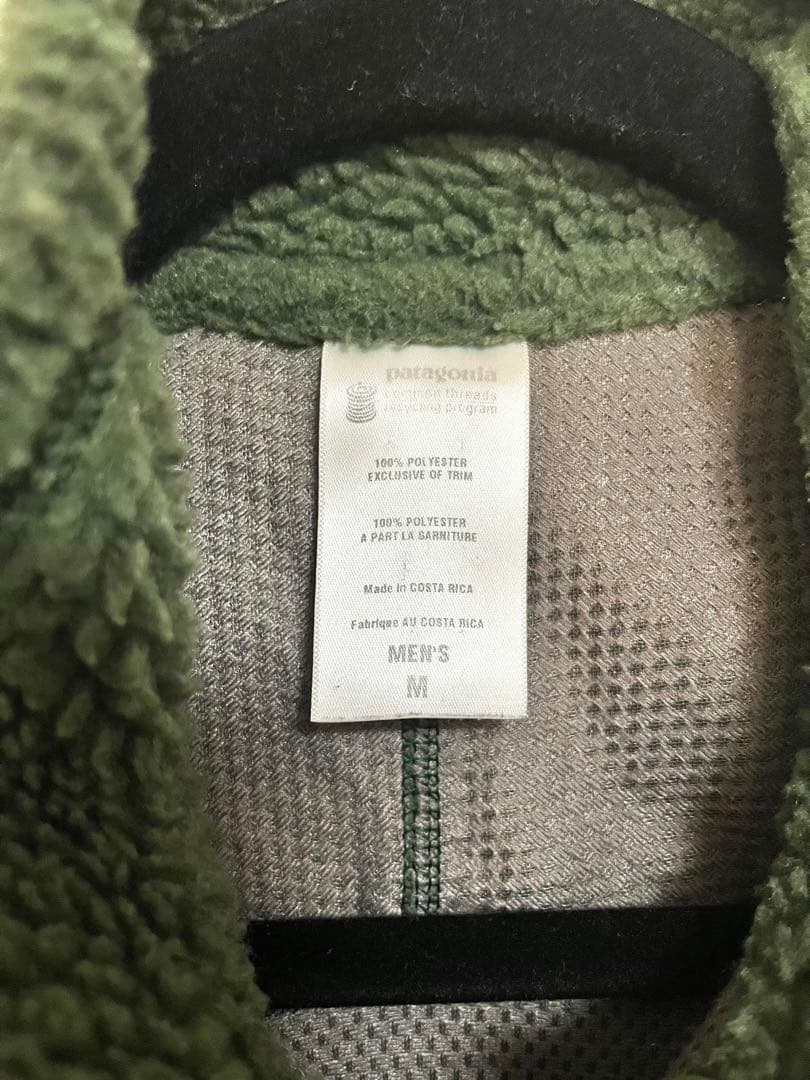 patagonia
common threads
recycling program
100% POLYESTER
EXCLUSIVE OF TRIM
100% POLYESTER
A PART LA GARNITURE
Made in COSTA RICA
Fabrique AU COSTA RICA
MEN'S
M